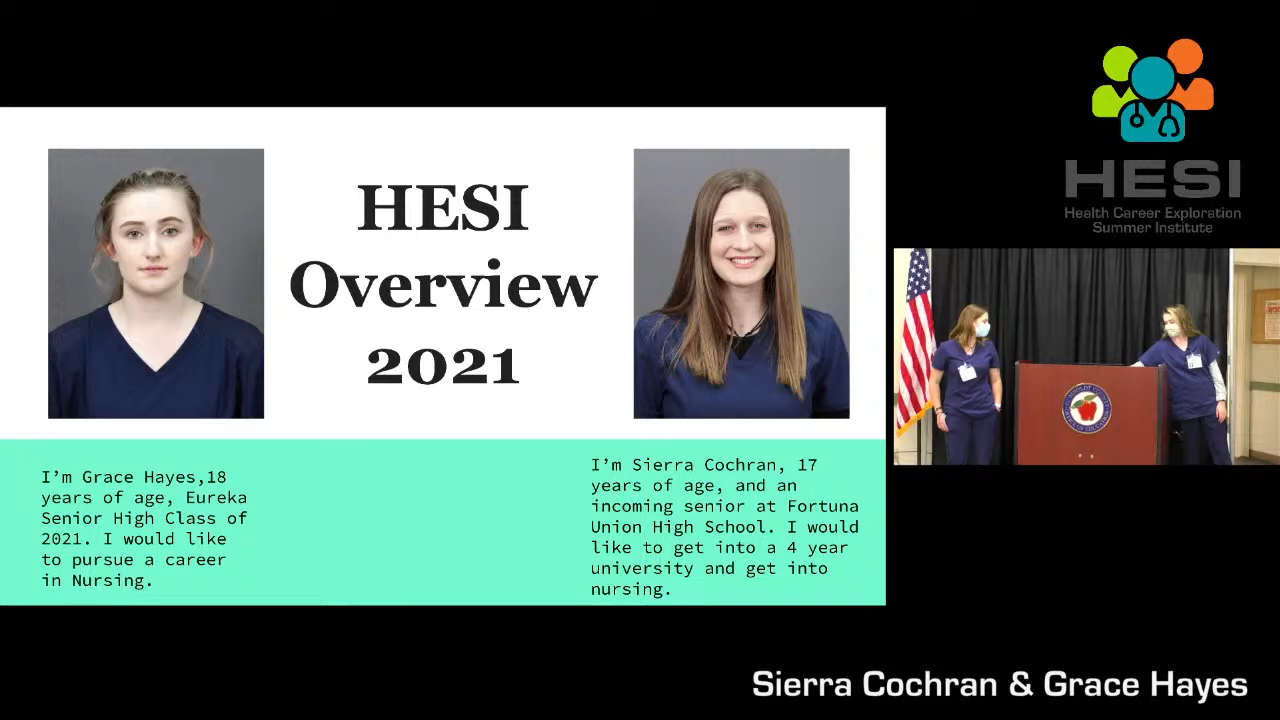 HESI
Health Career Exploration
Summer Institute
HESI
Overview
2021
I'm Grace Hayes,18
years of age, Eureka
Senior High Class of
2021. I would like
to pursue a career
in Nursing.
I'm Sierra Cochran, 17
years of age, and an
incoming senior at Fortuna
Union High School. I would
like to get into a 4 year
university and get into
nursing.
Sierra Cochran & Grace Hayes